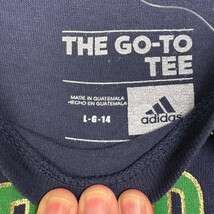 THE GO-TO
TEE
MADE IN GUATEMALA
HECHO EN GUATEMALA
adidas
L-G-14